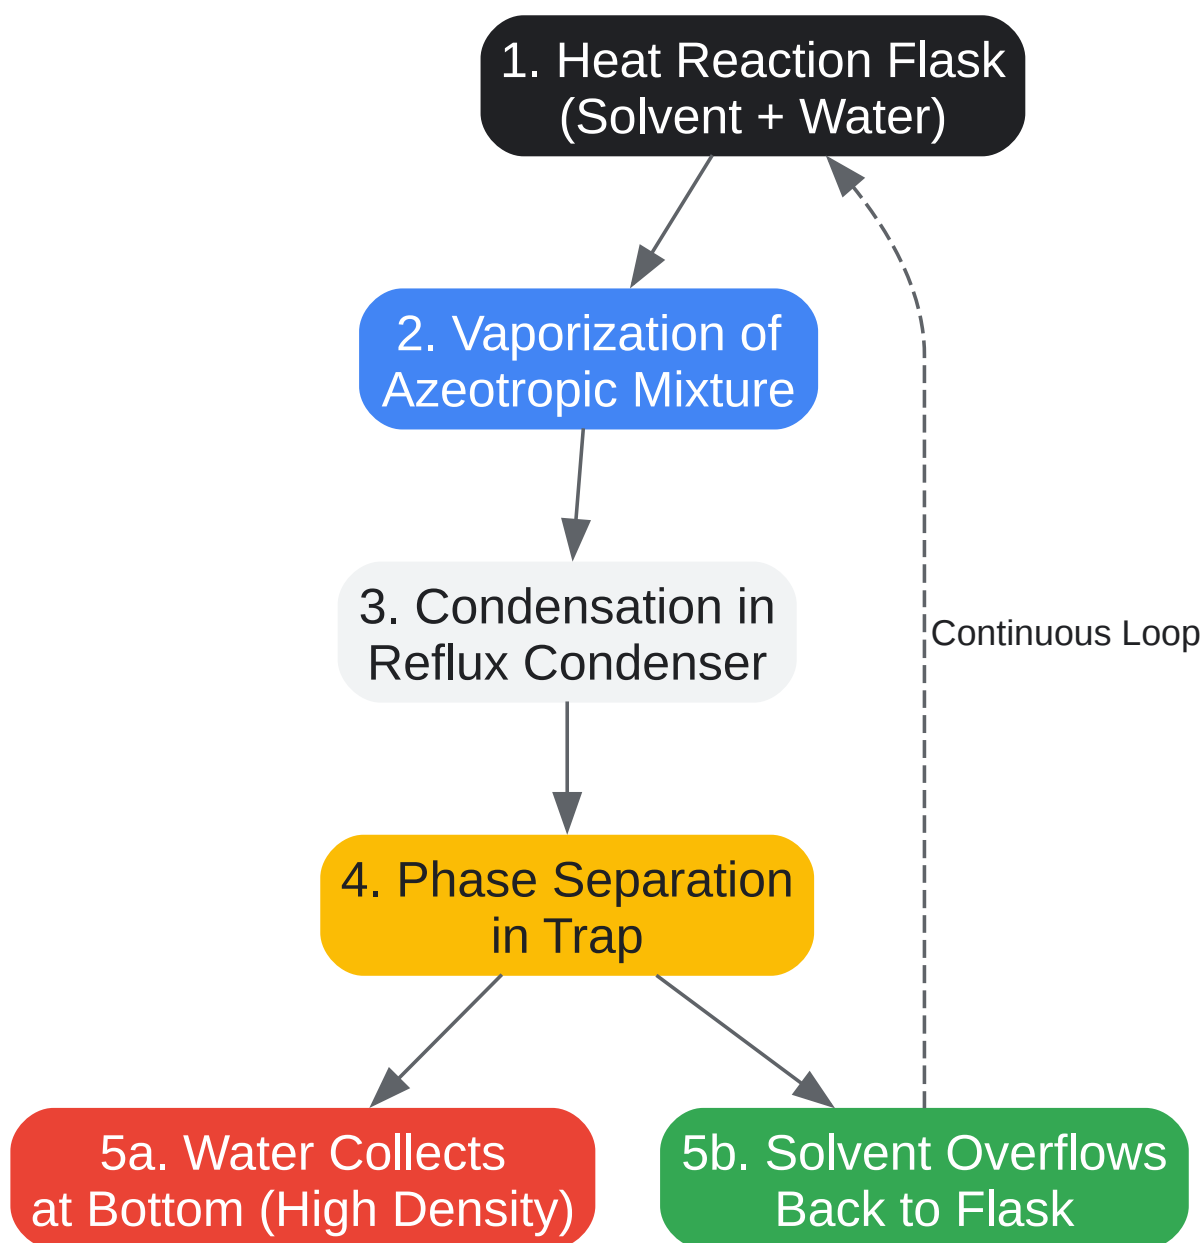 1. Heat Reaction Flask
(Solvent + Water)
2. Vaporization of
Azeotropic Mixture
3. Condensation in
Reflux Condenser
Continuous Loop
4. Phase Separation
in Trap
5a. Water Collects
at Bottom (High Density)
5b. Solvent Overflows
Back to Flask